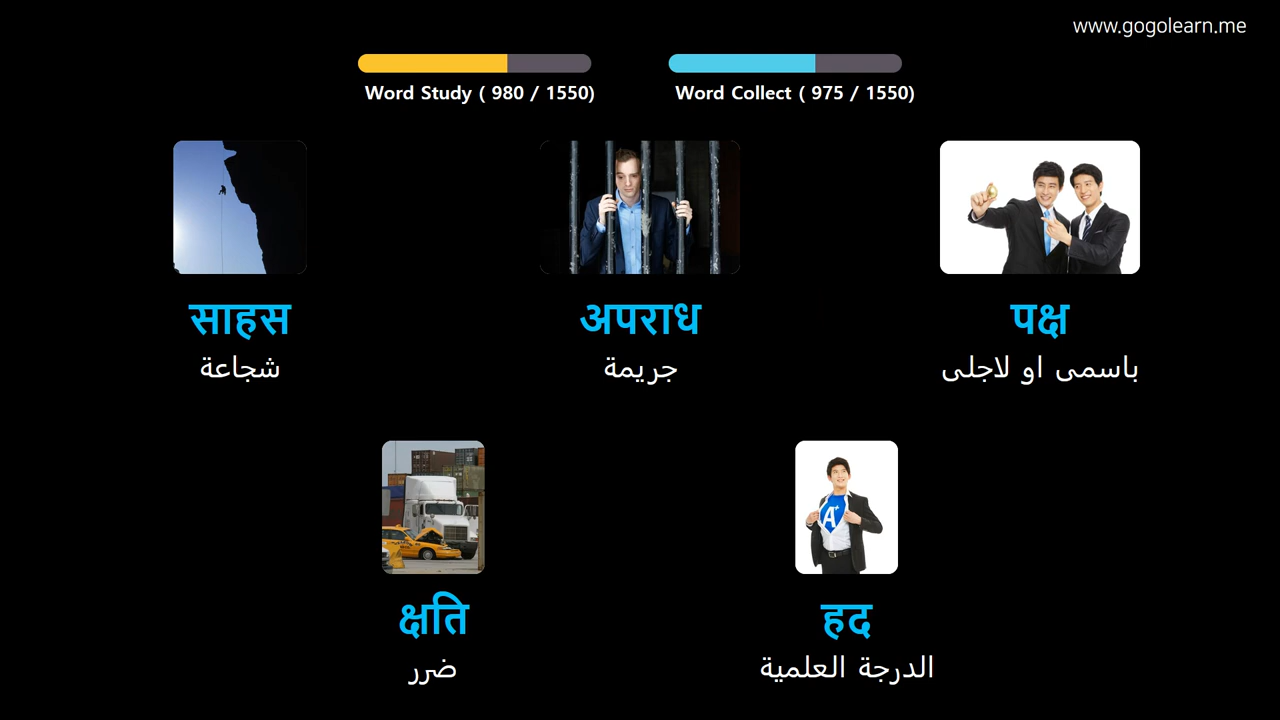 www.gogolearn.me
Word Study ( 980 / 1550)
Word Collect ( 975 / 1550)
साहस
अपराध
पक्ष
شجاعة
جريمة
باسمى او لاجلى
A+
क्षति
हद
ضرر
الدرجة العلمية